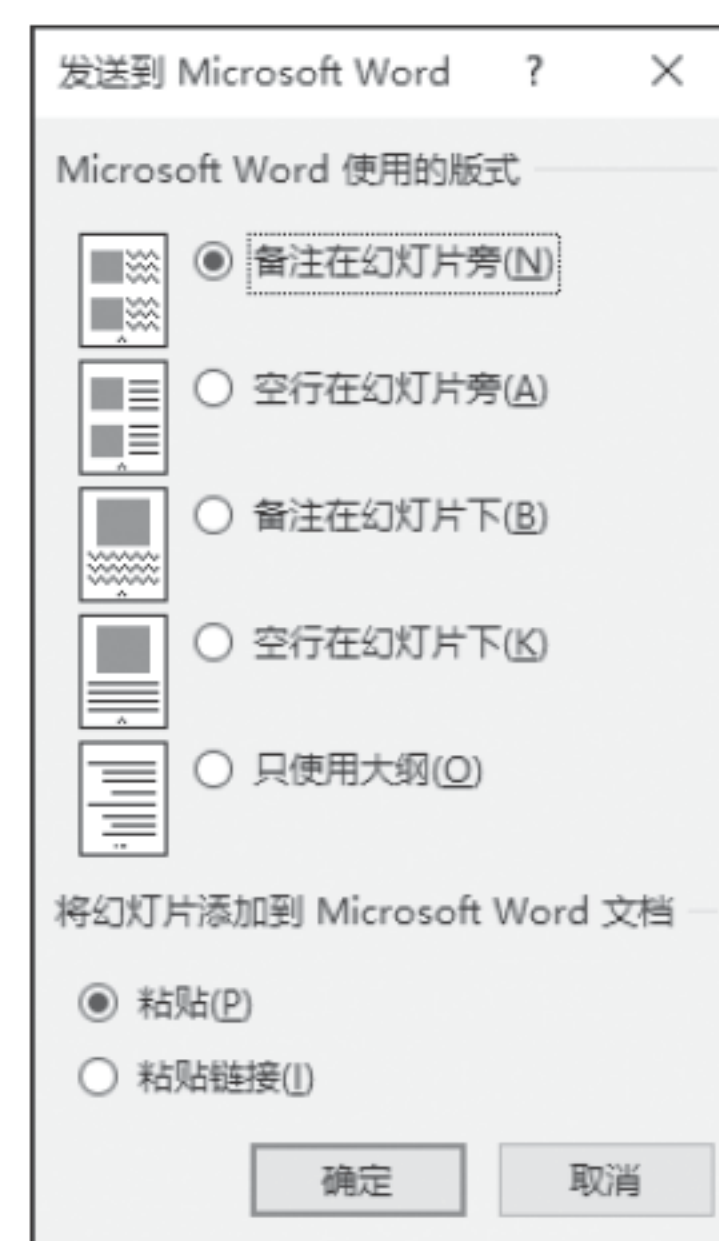 发送到 Microsoft Word ? ×
Microsoft Word 使用的版式
备注在幻灯片旁(N)
空行在幻灯片旁(A)
备注在幻灯片下(B)
空行在幻灯片下(K)
只使用大纲(O)
将幻灯片添加到 Microsoft Word 文档
粘贴(P)
粘贴链接(I)
确定 取消